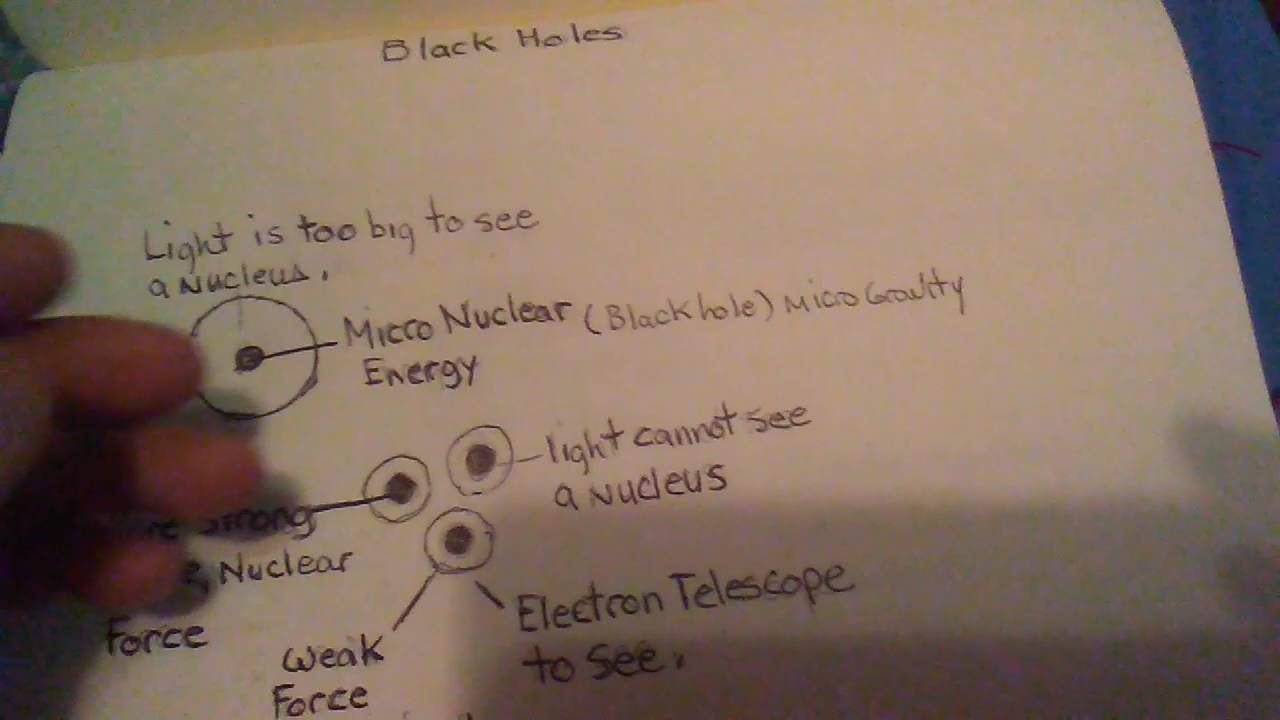 Black Holes
Light is too big to see
a Nucleus.
Micro Nuclear (Black hole) Micro Gravity
Energy
light cannot see
a Nucleus
Strong
Nuclear
Force
Weak
Force
Electron Telescope
to See.